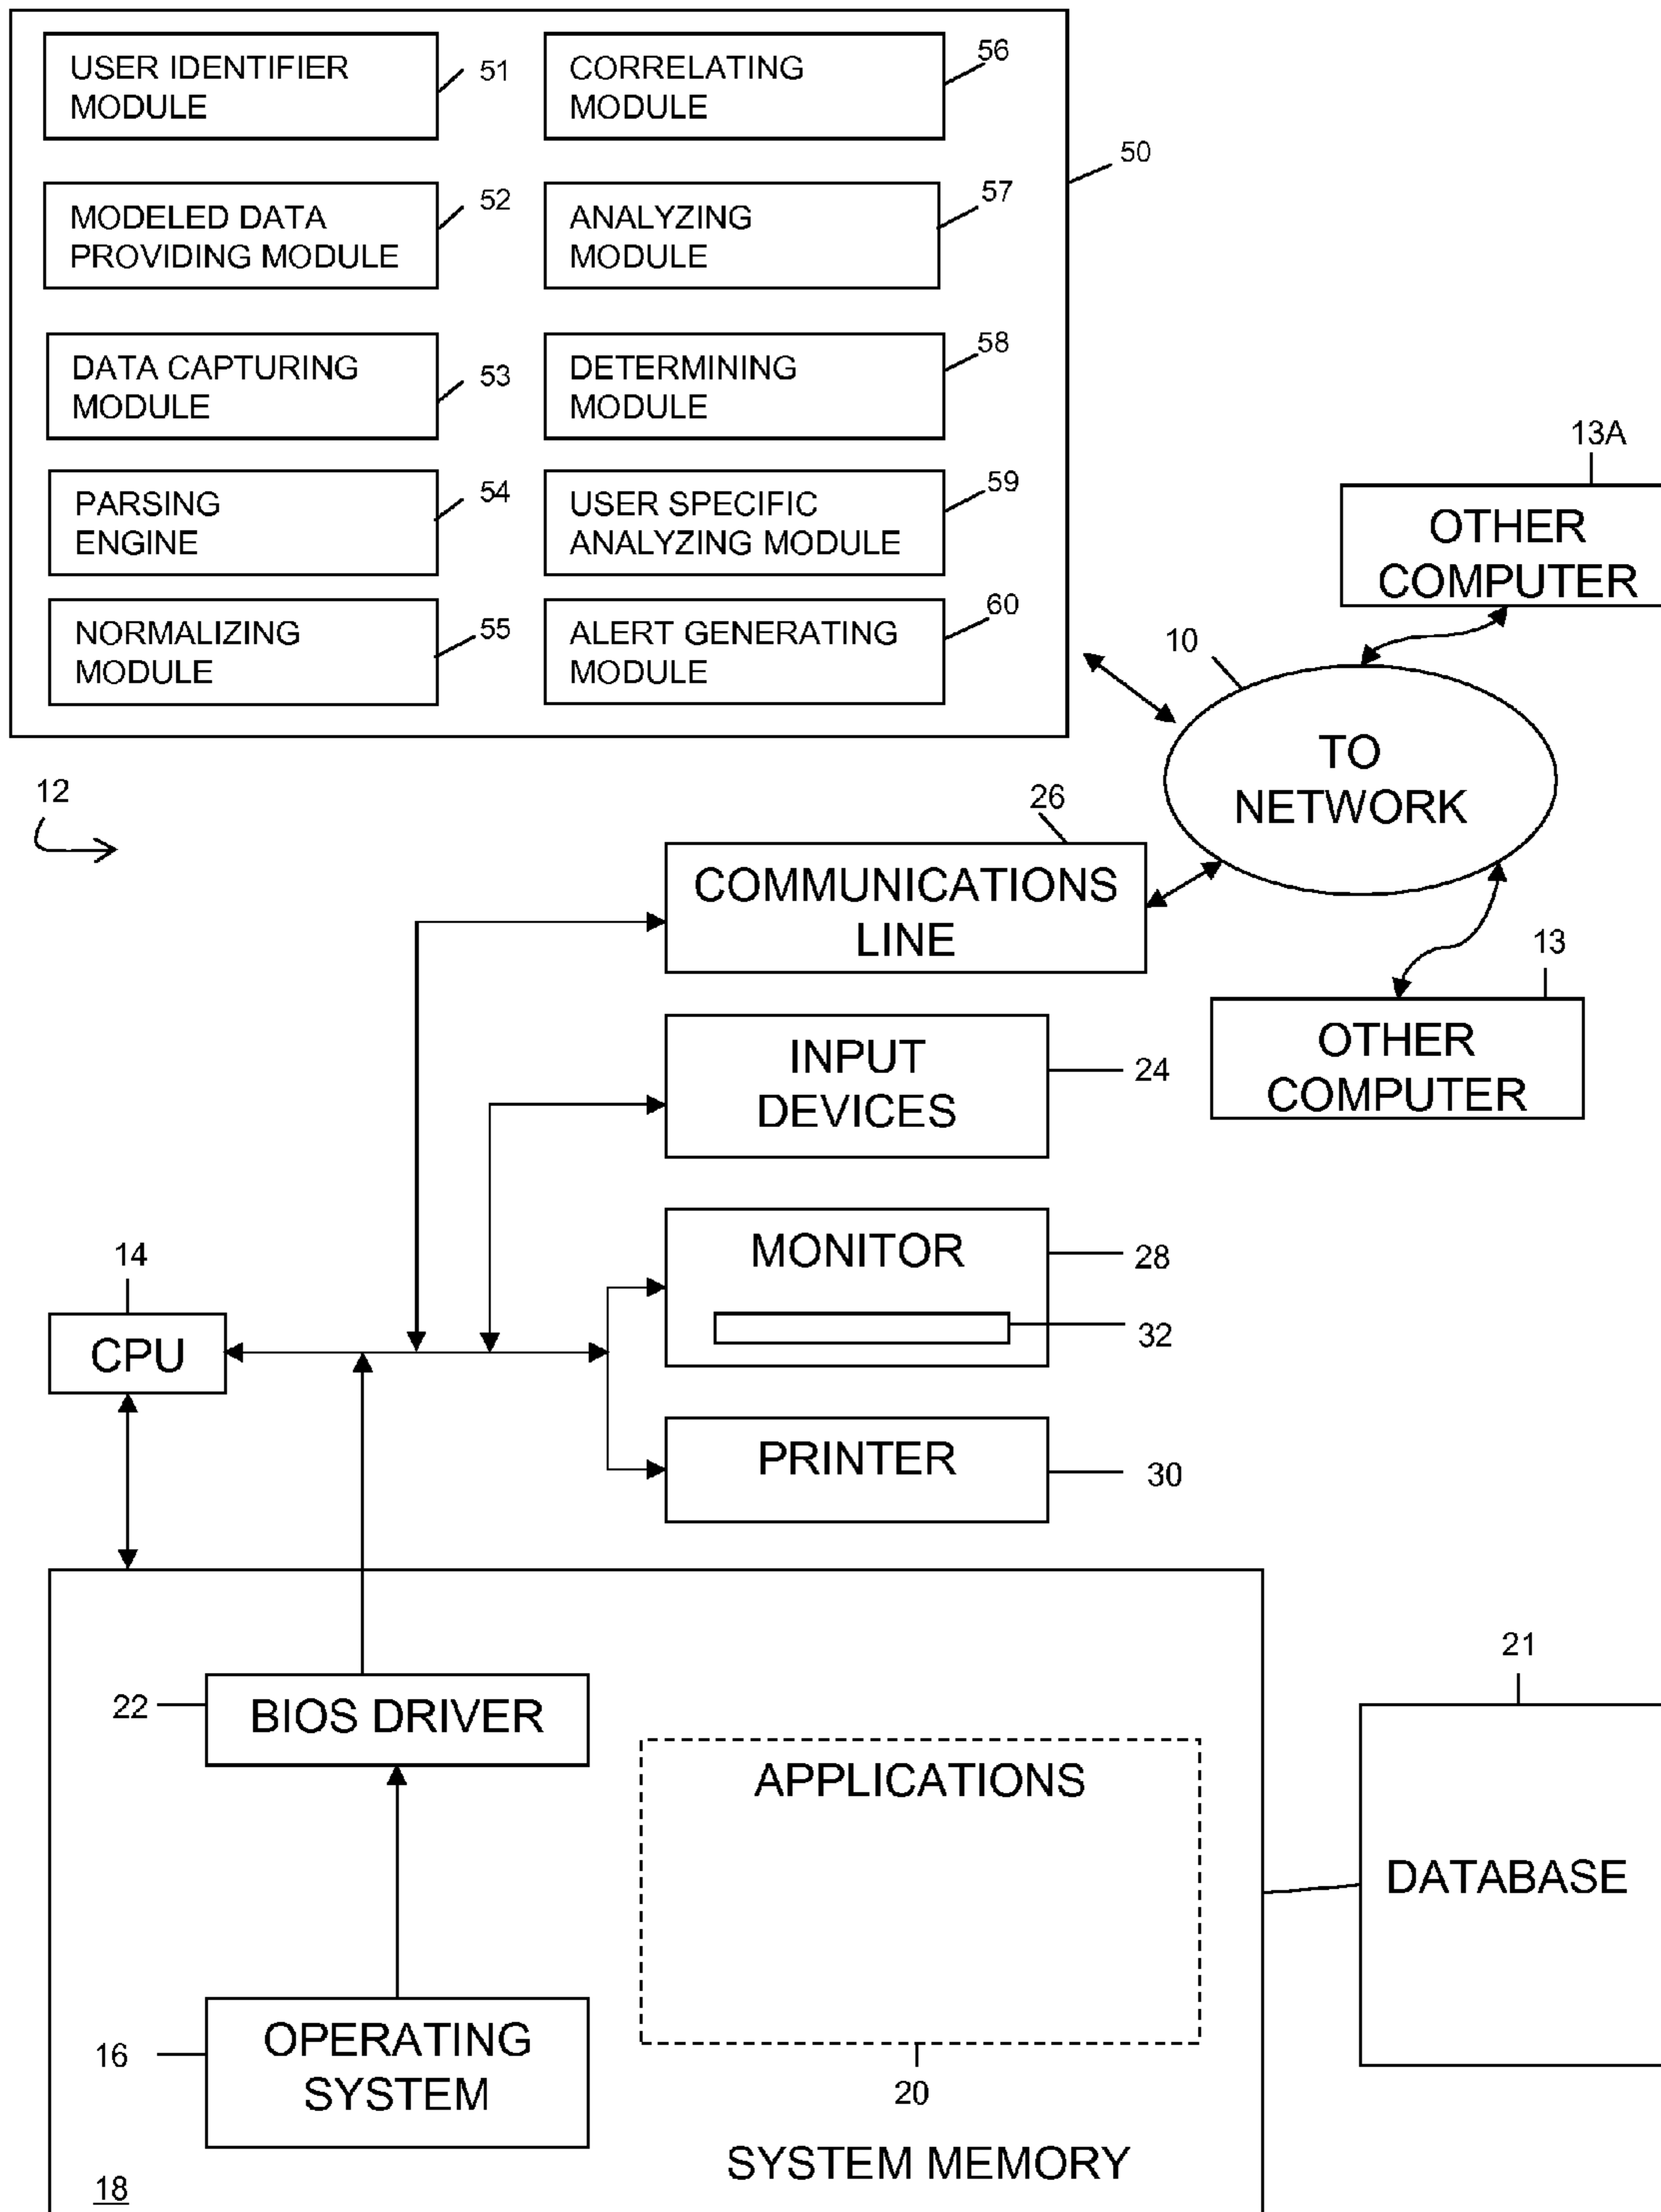 USER IDENTIFIER
MODULE
51
CORRELATING
MODULE
56
50
MODELED DATA
PROVIDING MODULE
52
ANALYZING
MODULE
57
DATA CAPTURING
MODULE
53
DETERMINING
MODULE
58
PARSING
ENGINE
54
USER SPECIFIC
ANALYZING MODULE
59
NORMALIZING
MODULE
55
ALERT GENERATING
MODULE
60
13A
OTHER
COMPUTER
10
TO
NETWORK
12
26
COMMUNICATIONS
LINE
13
OTHER
COMPUTER
INPUT
DEVICES
24
MONITOR
28
32
14
CPU
PRINTER
30
22
BIOS DRIVER
APPLICATIONS
20
21
DATABASE
16
OPERATING
SYSTEM
SYSTEM MEMORY
18